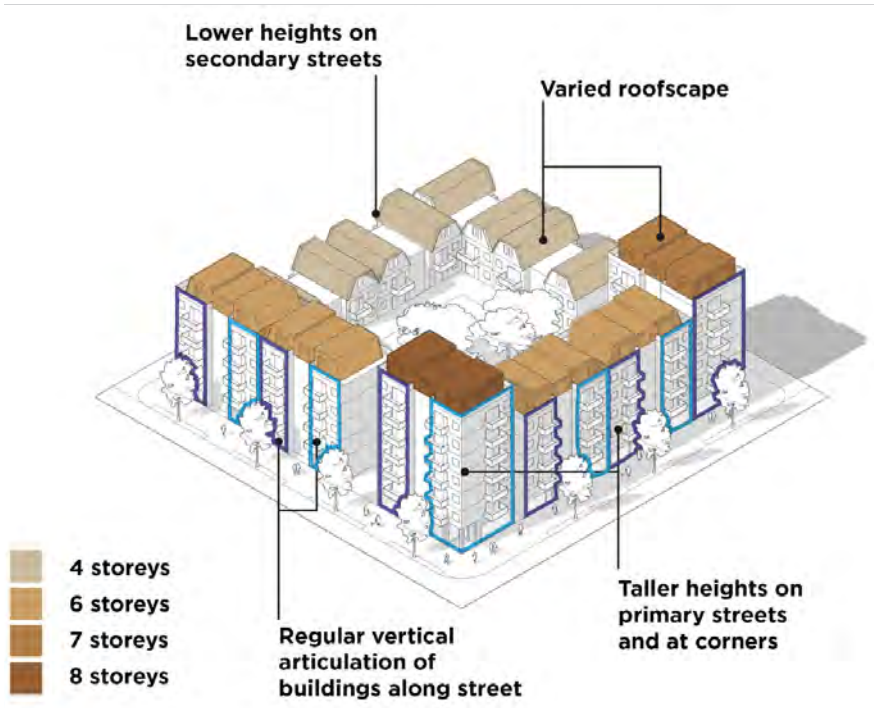 Lower heights on
secondary streets
Varied roofscape
4 storeys
6 storeys
7 storeys
8 storeys
Regular vertical
articulation of
buildings along street
Taller heights on
primary streets
and at corners